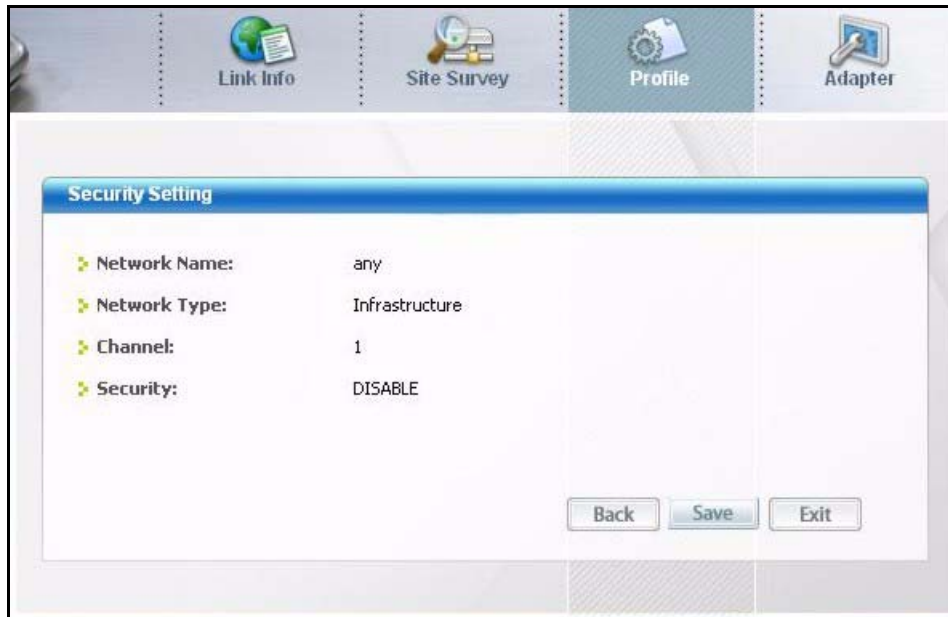 Link Info Site Survey Profile Adapter
Security Setting
Network Name: any
Network Type: Infrastructure
Channel: 1
Security: DISABLE
Back Save Exit